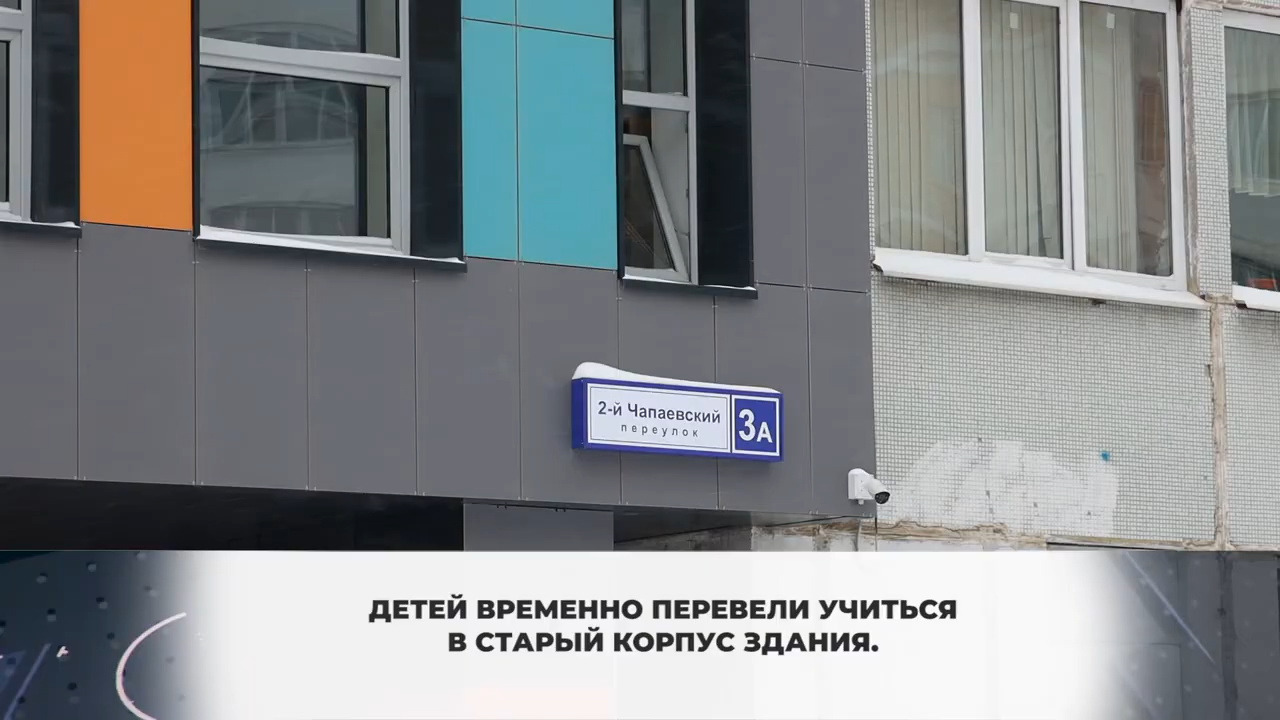 2-й Чапаевский
переулок
3А
ДЕТЕЙ ВРЕМЕННО ПЕРЕВЕЛИ УЧИТЬСЯ
В СТАРЫЙ КОРПУС ЗДАНИЯ.